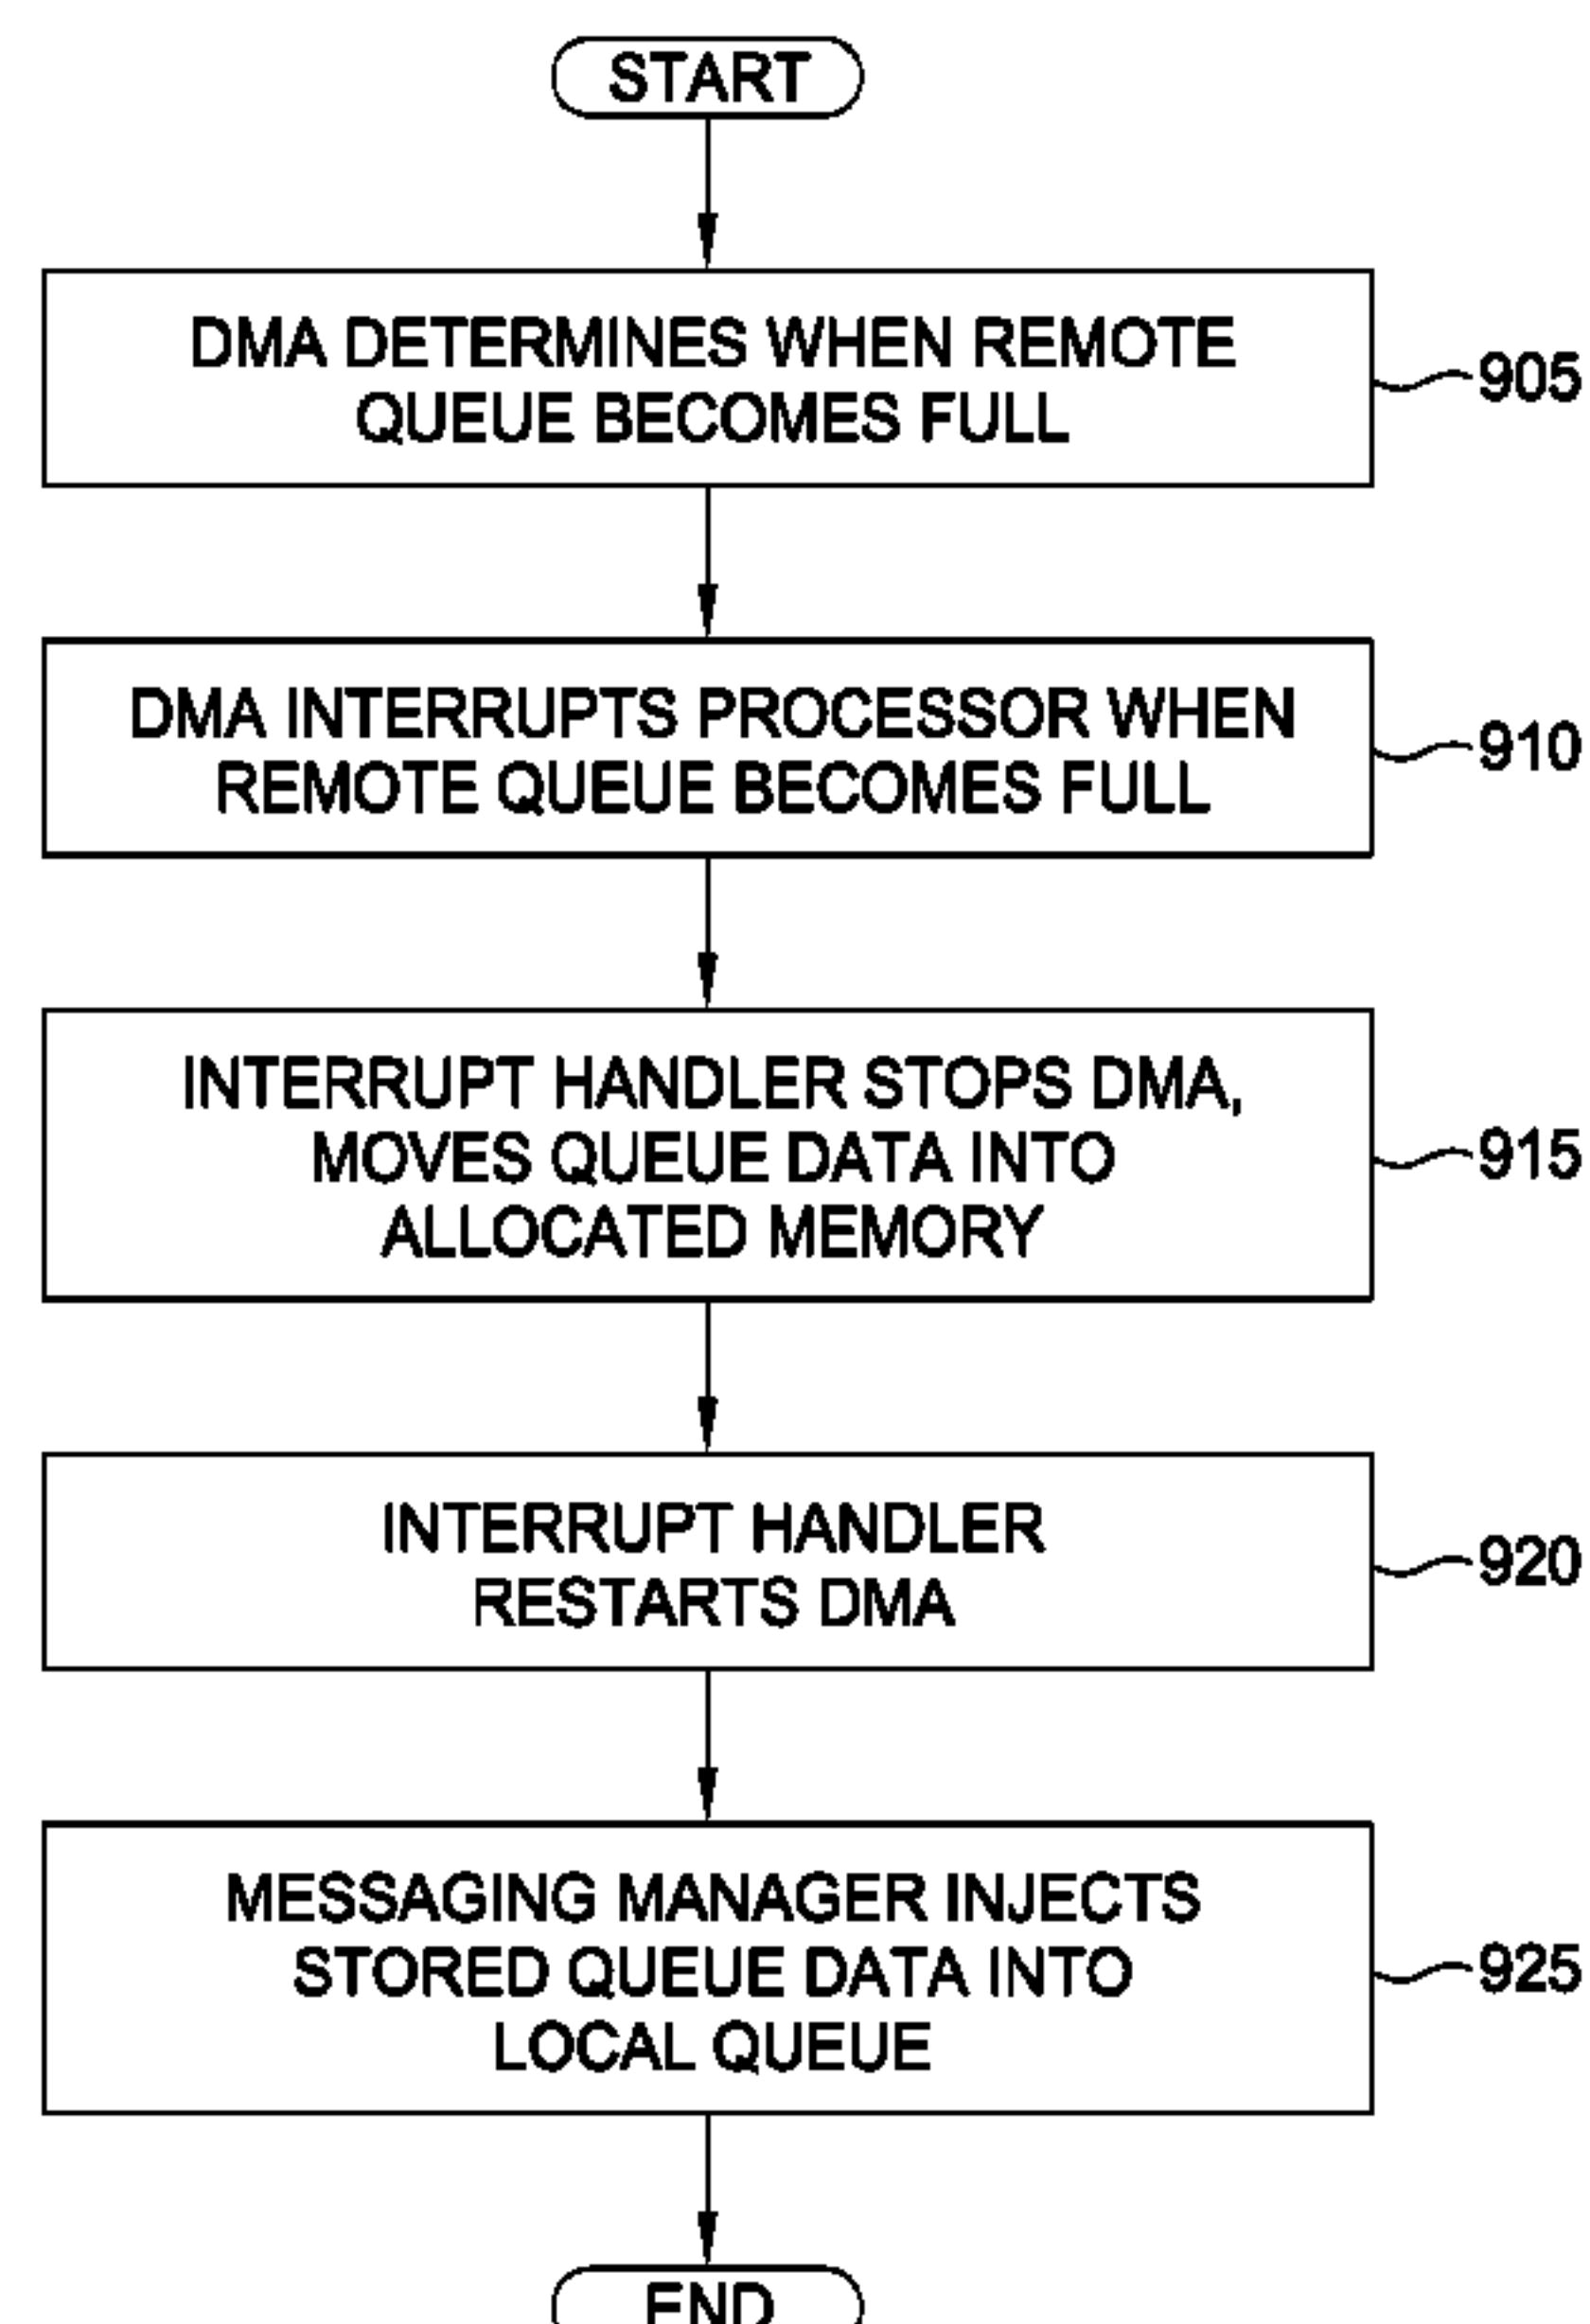 START
DMA DETERMINES WHEN REMOTE
QUEUE BECOMES FULL
905
DMA INTERRUPTS PROCESSOR WHEN
REMOTE QUEUE BECOMES FULL
910
INTERRUPT HANDLER STOPS DMA,
MOVES QUEUE DATA INTO
ALLOCATED MEMORY
915
INTERRUPT HANDLER
RESTARTS DMA
920
MESSAGING MANAGER INJECTS
STORED QUEUE DATA INTO
LOCAL QUEUE
925
END